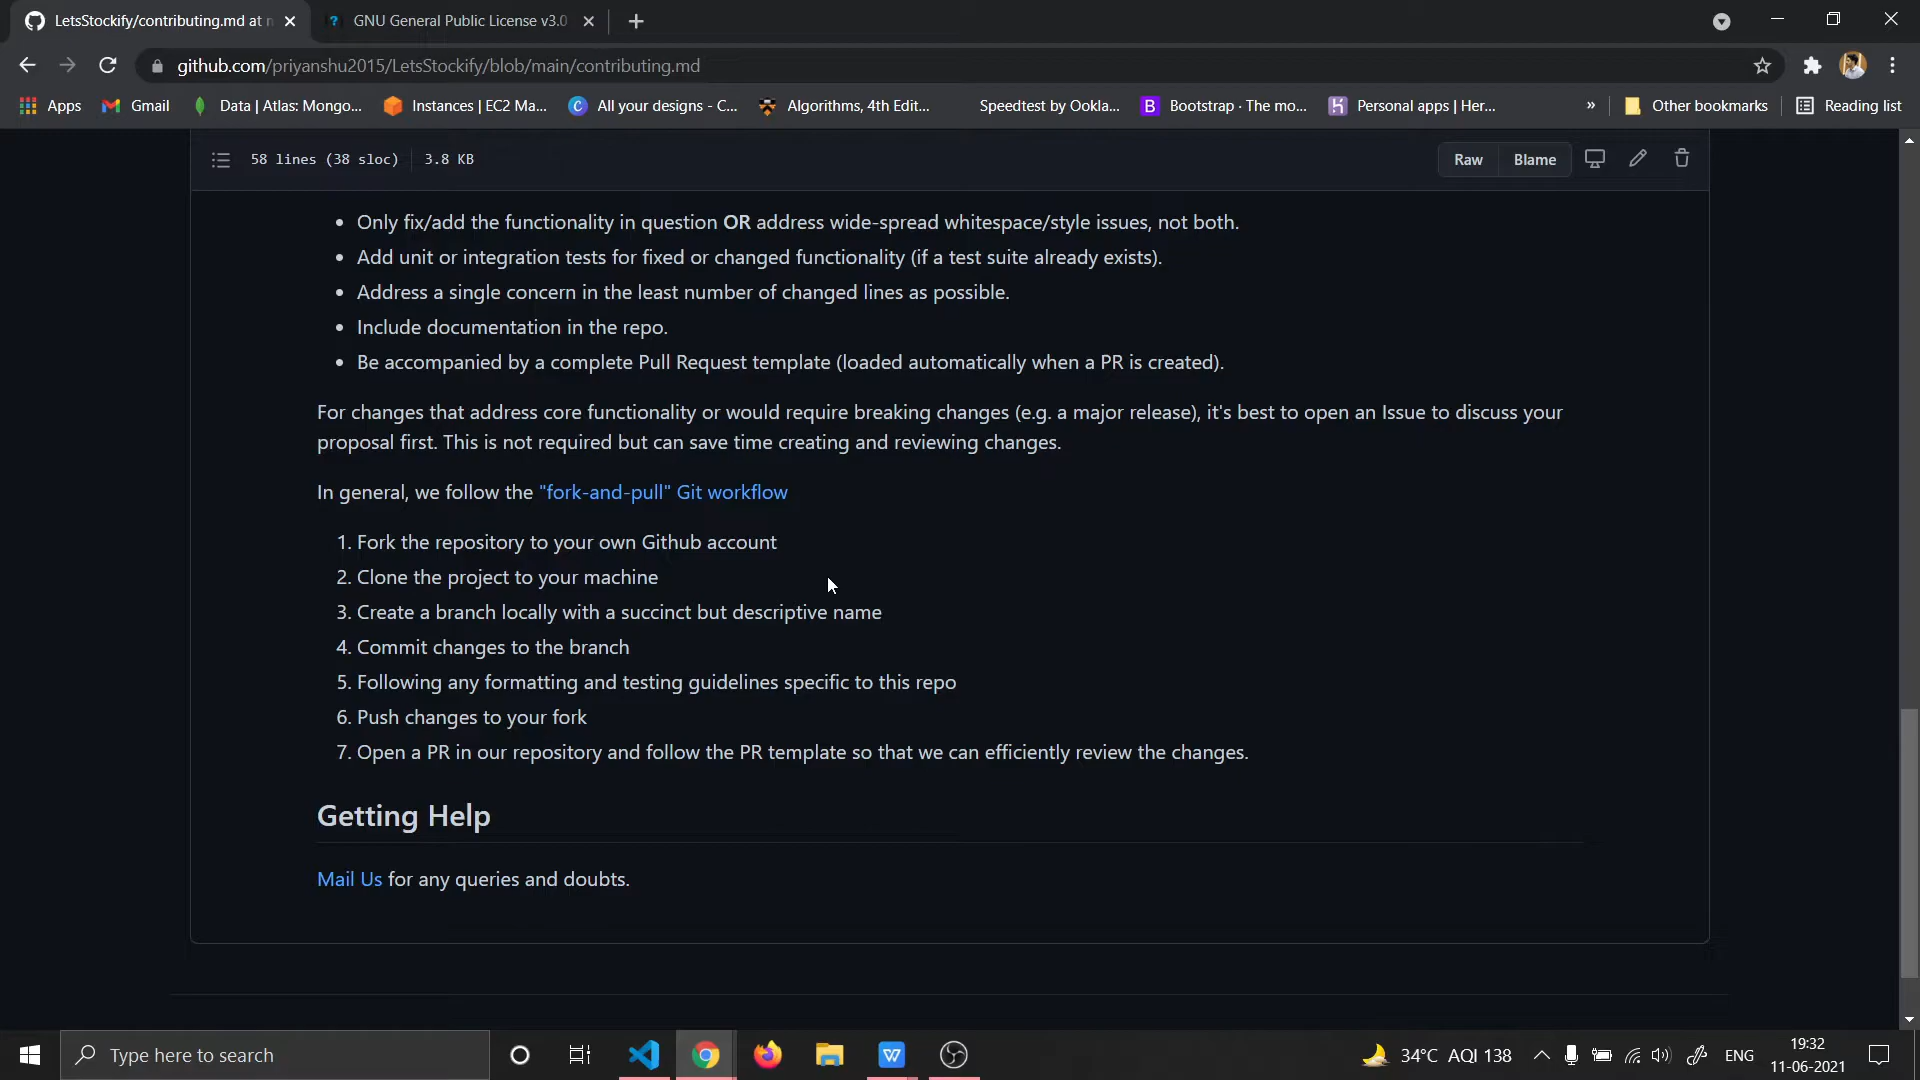 LetsStockify/contributing.md at n
GNU General Public License v3.0
github.com/priyanshu2015/LetsStockify/blob/main/contributing.md
Apps
Gmail
Data | Atlas: Mongo...
Instances | EC2 Ma...
All your designs - C...
Algorithms, 4th Edit...
Speedtest by Ookla...
Bootstrap · The mo...
Personal apps | Her...
»
Other bookmarks
Reading list
58 lines (38 sloc)
3.8 KB
Raw
Blame
• Only fix/add the functionality in question OR address wide-spread whitespace/style issues, not both.
• Add unit or integration tests for fixed or changed functionality (if a test suite already exists).
• Address a single concern in the least number of changed lines as possible.
• Include documentation in the repo.
• Be accompanied by a complete Pull Request template (loaded automatically when a PR is created).
For changes that address core functionality or would require breaking changes (e.g. a major release), it's best to open an Issue to discuss your
proposal first. This is not required but can save time creating and reviewing changes.
In general, we follow the "fork-and-pull" Git workflow
1. Fork the repository to your own Github account
2. Clone the project to your machine
3. Create a branch locally with a succinct but descriptive name
4. Commit changes to the branch
5. Following any formatting and testing guidelines specific to this repo
6. Push changes to your fork
7. Open a PR in our repository and follow the PR template so that we can efficiently review the changes.
Getting Help
Mail Us for any queries and doubts.
Type here to search
34°C AQI 138
ENG
19:32
11-06-2021